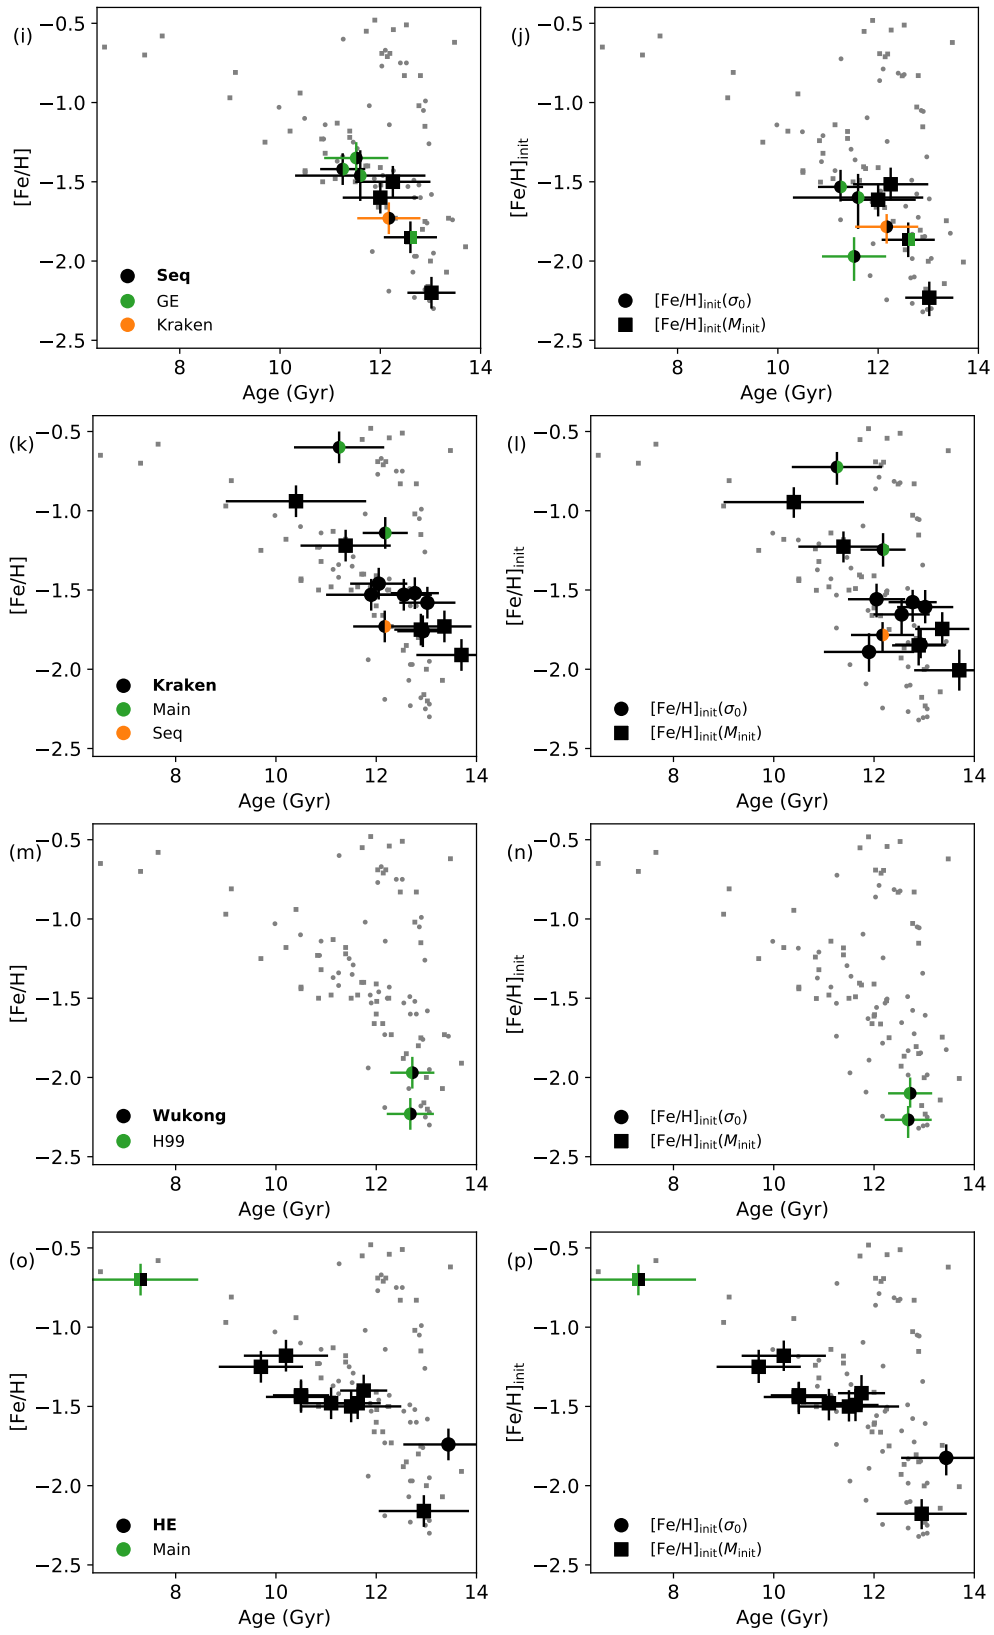 (i)
−0.5
−1.0
−1.5
−2.0
−2.5
[Fe/H]
Seq
GE
Kraken
8 10 12 14
Age (Gyr)
(j)
−0.5
−1.0
−1.5
−2.0
−2.5
[Fe/H]init
[Fe/H]init(σ0)
[Fe/H]init(Minit)
8 10 12 14
Age (Gyr)
(k)
−0.5
−1.0
−1.5
−2.0
−2.5
[Fe/H]
Kraken
Main
Seq
8 10 12 14
Age (Gyr)
(l)
−0.5
−1.0
−1.5
−2.0
−2.5
[Fe/H]init
[Fe/H]init(σ0)
[Fe/H]init(Minit)
8 10 12 14
Age (Gyr)
(m)
−0.5
−1.0
−1.5
−2.0
−2.5
[Fe/H]
Wukong
H99
8 10 12 14
Age (Gyr)
(n)
−0.5
−1.0
−1.5
−2.0
−2.5
[Fe/H]init
[Fe/H]init(σ0)
[Fe/H]init(Minit)
8 10 12 14
Age (Gyr)
(o)
−0.5
−1.0
−1.5
−2.0
−2.5
[Fe/H]
HE
Main
8 10 12 14
Age (Gyr)
(p)
−0.5
−1.0
−1.5
−2.0
−2.5
[Fe/H]init
[Fe/H]init(σ0)
[Fe/H]init(Minit)
8 10 12 14
Age (Gyr)